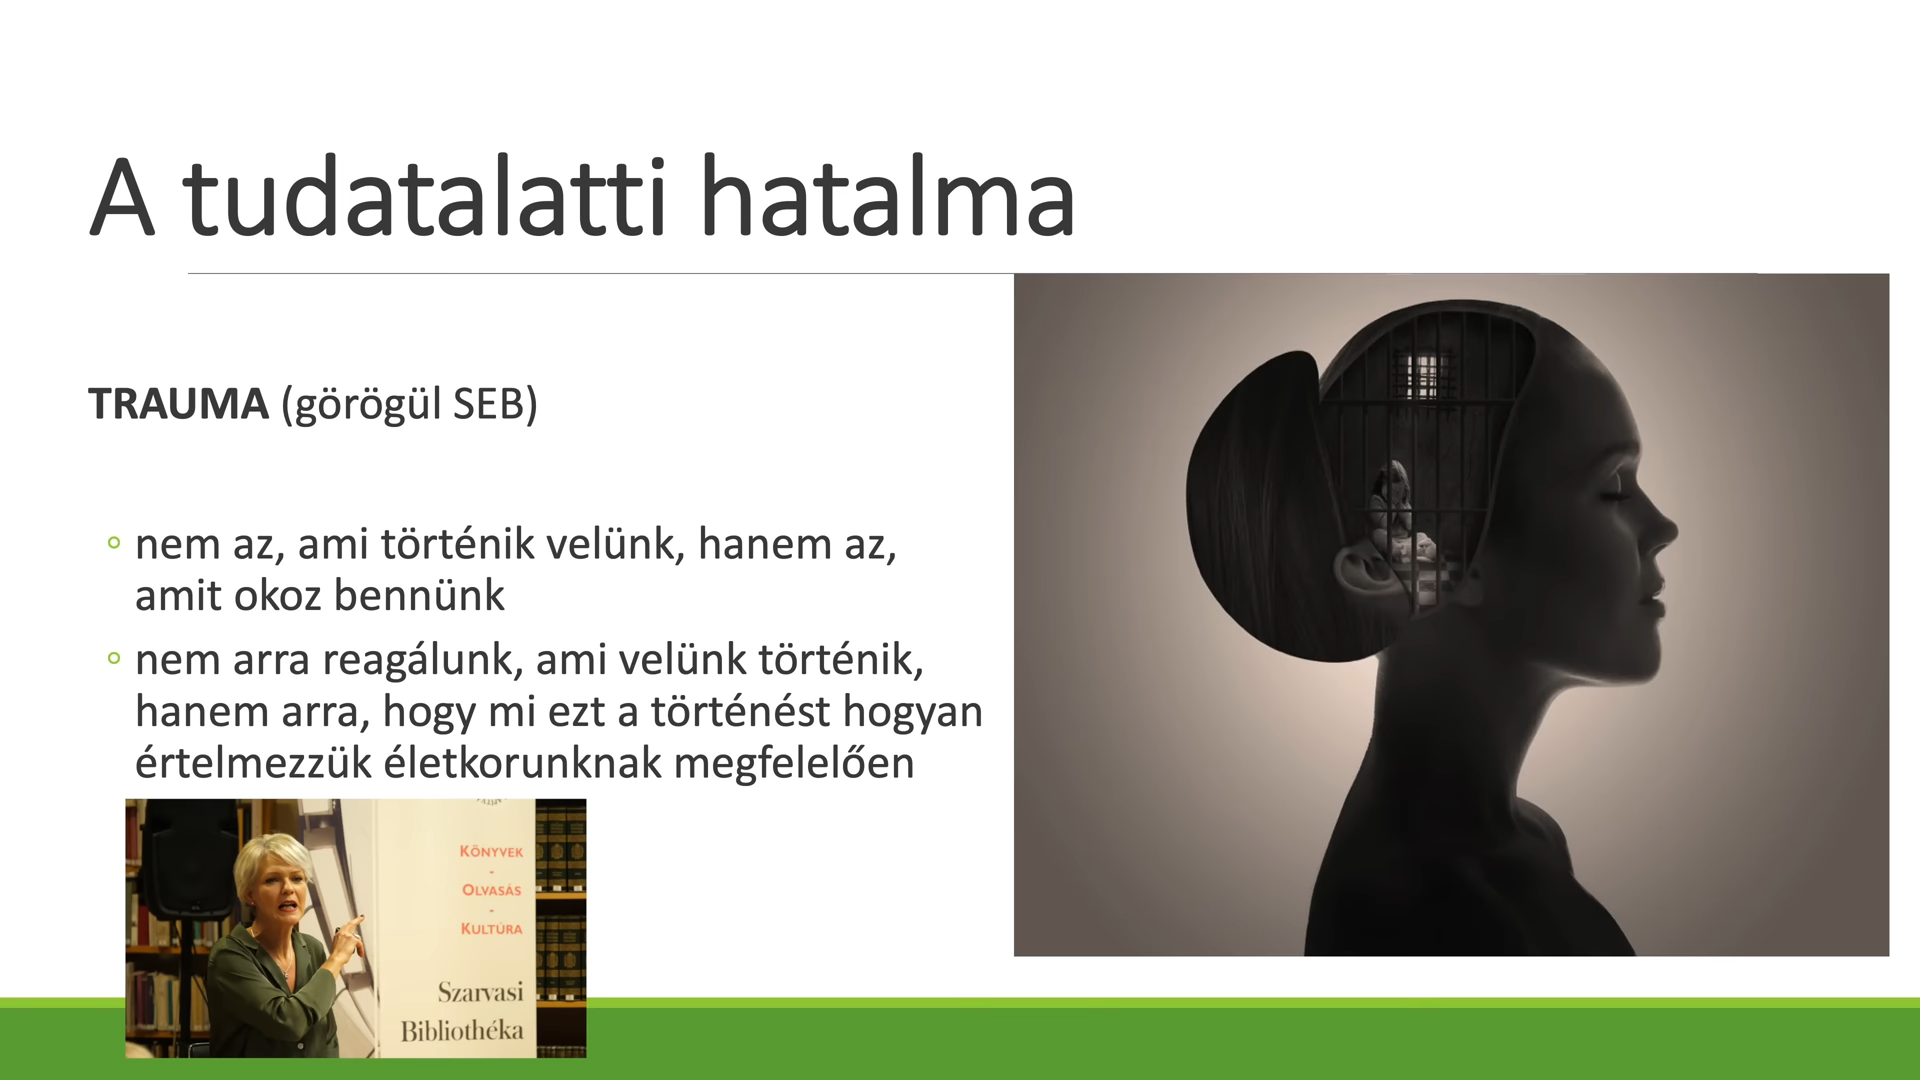 A tudatalatti hatalma
TRAUMA (görögül SEB)
◦ nem az, ami történik velünk, hanem az,
amit okoz bennünk
◦ nem arra reagálunk, ami velünk történik,
hanem arra, hogy mi ezt a történést hogyan
értelmezzük életkorunknak megfelelően
KÖNYVEK
-
OLVASÁS
-
KULTÚRA
Szarvasi
Bibliothéka